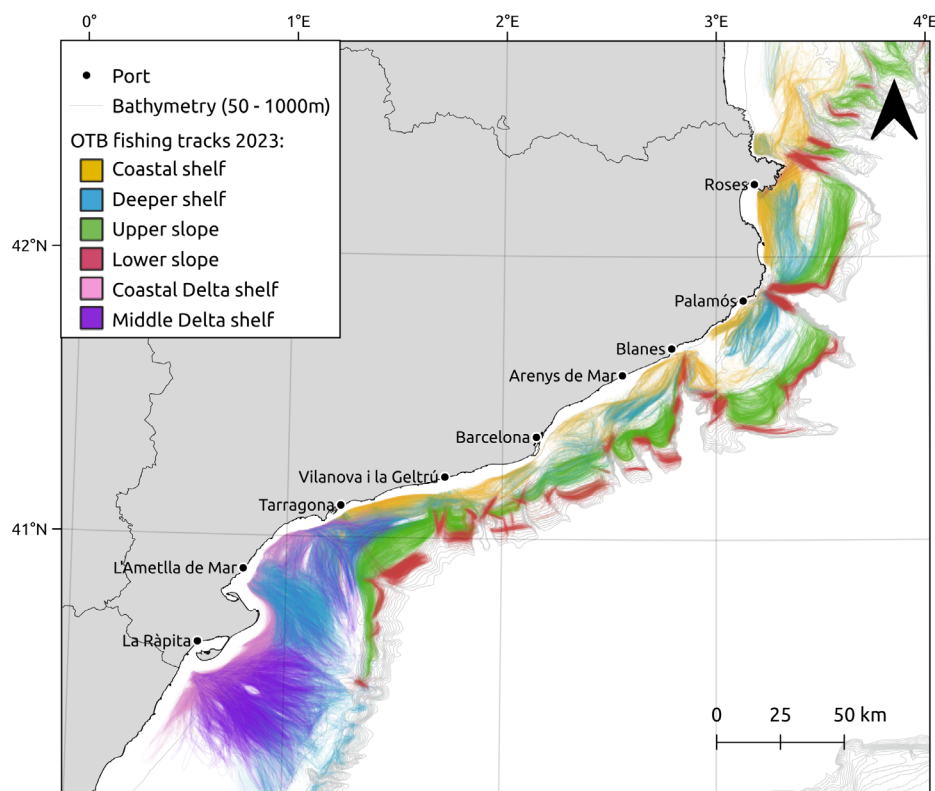 0° 1°E 2°E 3°E 4°E
Port
Bathymetry (50 - 1000m)
OTB fishing tracks 2023:
Coastal shelf
Deeper shelf
Upper slope
Lower slope
Coastal Delta shelf
Middle Delta shelf
Roses
42°N
Palamós
Blanes
Arenys de Mar
Barcelona
Vilanova i la Geltrú
Tarragona
41°N
L'Ametlla de Mar
La Ràpita
0 25 50 km